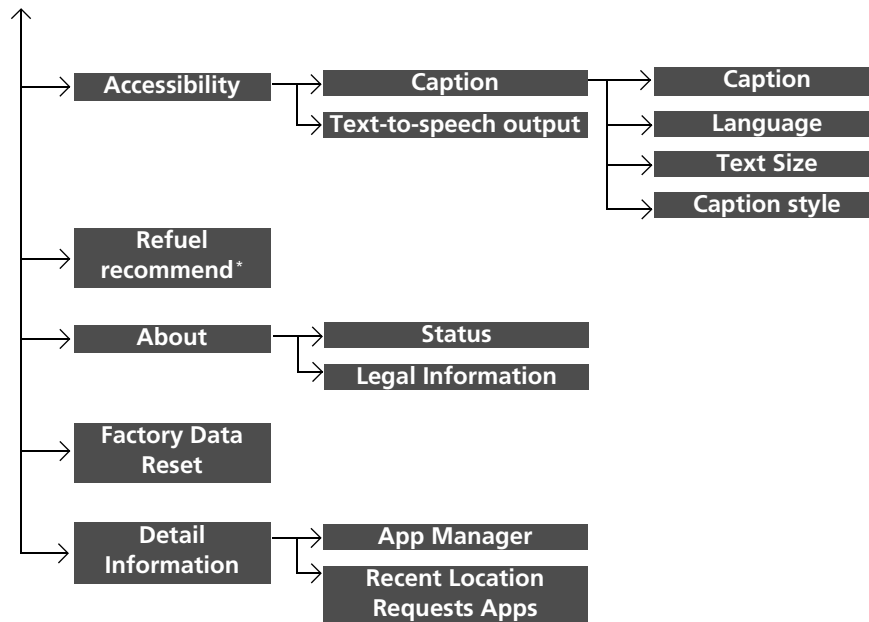 Accessibility
Caption
Caption
Text-to-speech output
Language
Text Size
Caption style
Refuel
recommend*
About
Status
Legal Information
Factory Data
Reset
Detail
Information
App Manager
Recent Location
Requests Apps